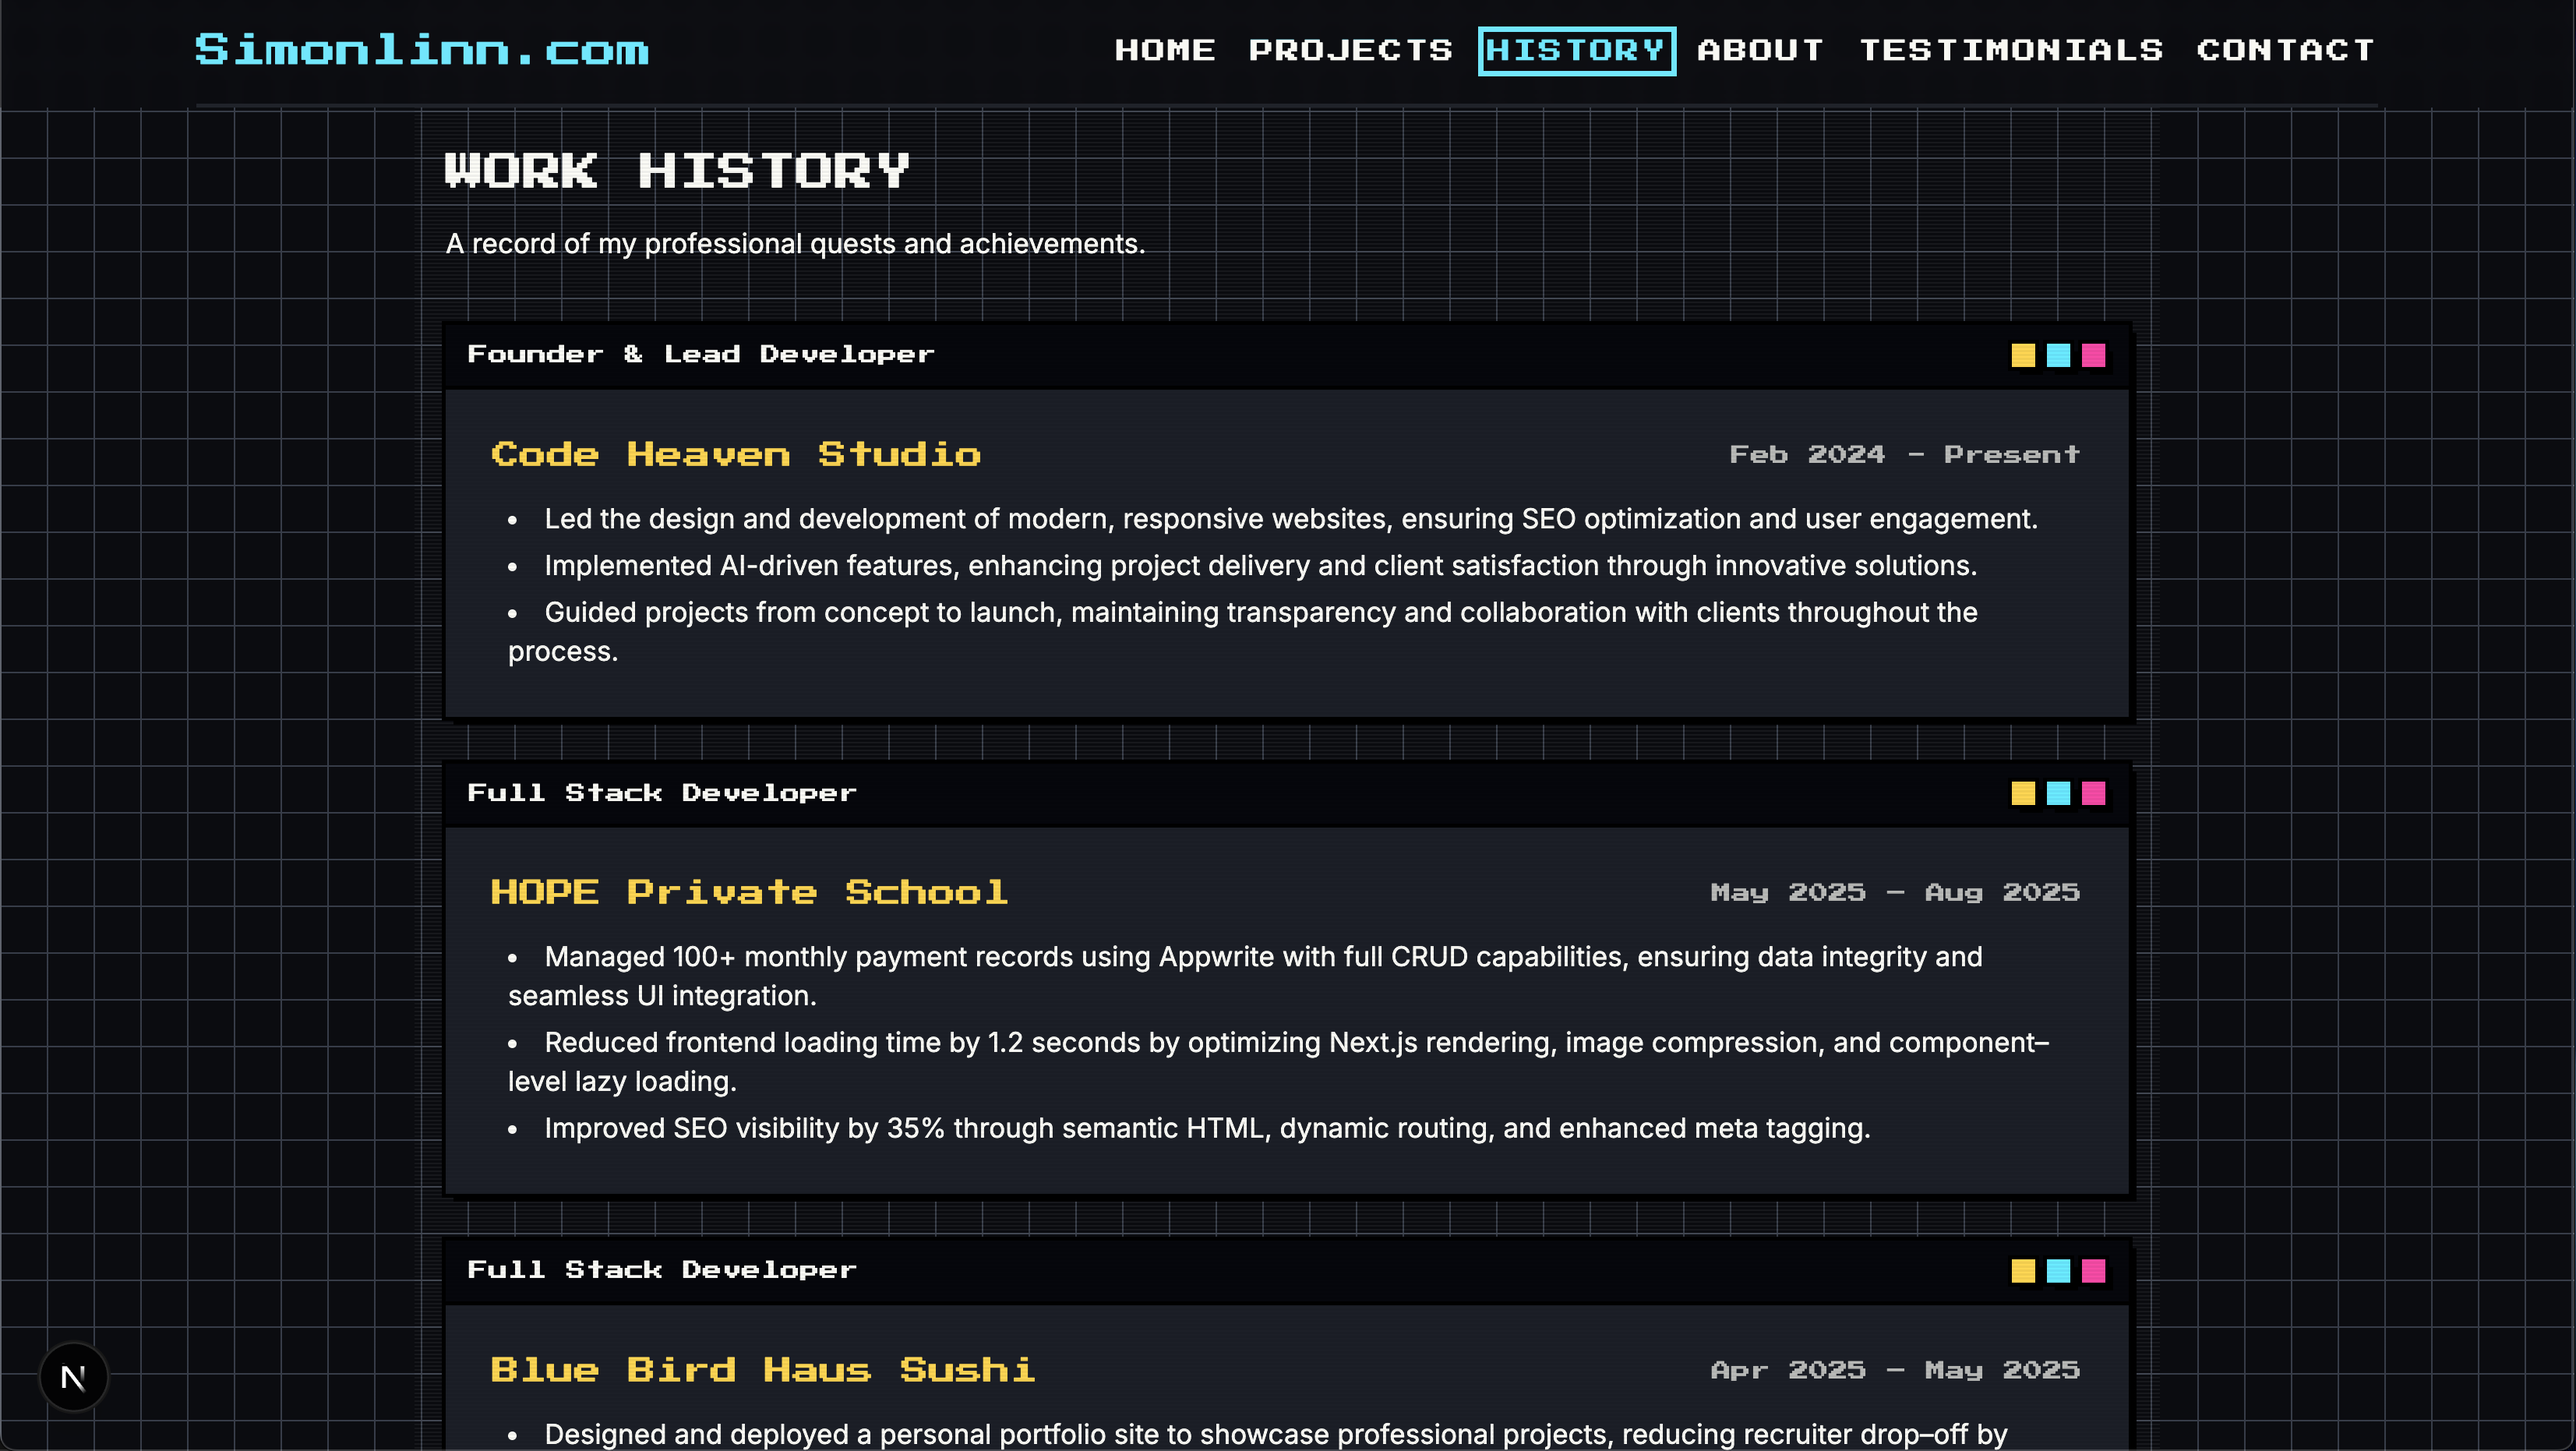 Simonlinn.com
HOME PROJECTS HISTORY ABOUT TESTIMONIALS CONTACT
WORK HISTORY
A record of my professional quests and achievements.
Founder & Lead Developer
Code Heaven Studio
Feb 2024 - Present
• Led the design and development of modern, responsive websites, ensuring SEO optimization and user engagement.
• Implemented AI-driven features, enhancing project delivery and client satisfaction through innovative solutions.
• Guided projects from concept to launch, maintaining transparency and collaboration with clients throughout the
process.
Full Stack Developer
HOPE Private School
May 2025 – Aug 2025
• Managed 100+ monthly payment records using Appwrite with full CRUD capabilities, ensuring data integrity and
seamless UI integration.
• Reduced frontend loading time by 1.2 seconds by optimizing Next.js rendering, image compression, and component–
level lazy loading.
• Improved SEO visibility by 35% through semantic HTML, dynamic routing, and enhanced meta tagging.
Full Stack Developer
Blue Bird Haus Sushi
Apr 2025 – May 2025
• Designed and deployed a personal portfolio site to showcase professional projects, reducing recruiter drop–off by
N